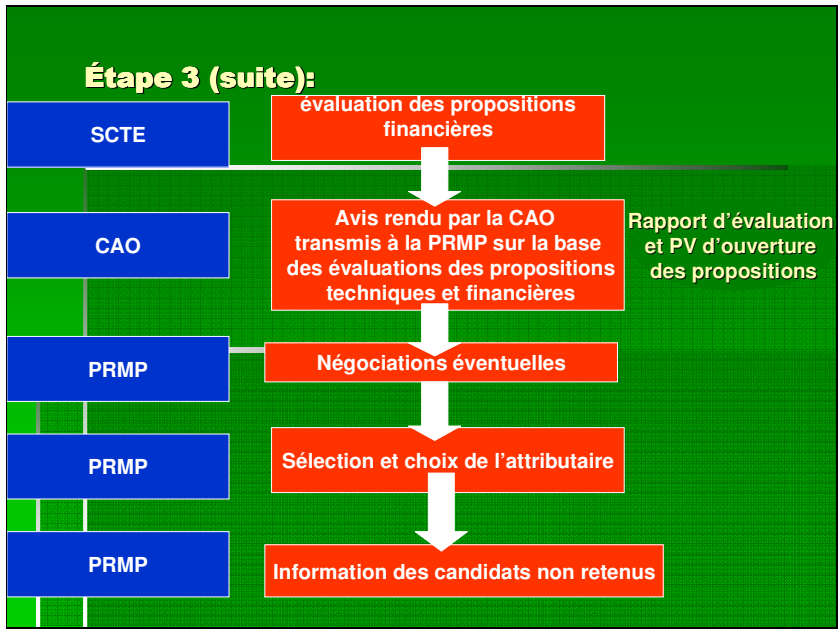 Étape 3 (suite):
SCTE
évaluation des propositions
financières
CAO
Avis rendu par la CAO
transmis à la PRMP sur la base
des évaluations des propositions
techniques et financières
Rapport d’évaluation
et PV d’ouverture
des propositions
PRMP
Négociations éventuelles
PRMP
Sélection et choix de l’attributaire
PRMP
Information des candidats non retenus